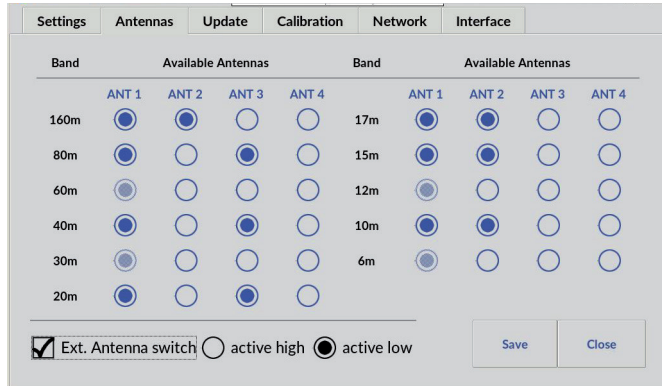 Settings Antennas Update Calibration Network Interface
Band Available Antennas Band Available Antennas
ANT 1 ANT 2 ANT 3 ANT 4 ANT 1 ANT 2 ANT 3 ANT 4
160m 17m
80m 15m
60m 12m
40m 10m
30m 6m
20m
Ext. Antenna switch active high active low
Save Close